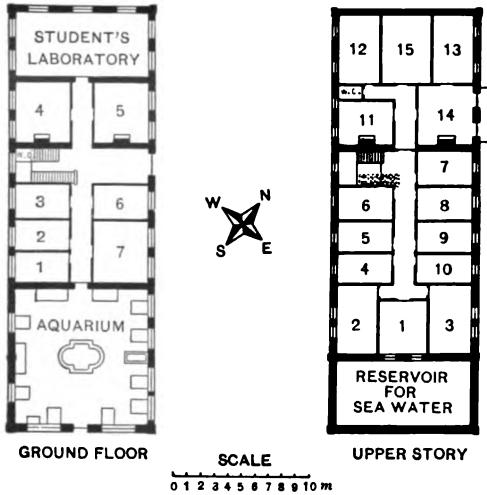 STUDENT'S
LABORATORY
4 5
W.C.
3 6
2
7
1
AQUARIUM
GROUND FLOOR
W N
S E
SCALE
0 1 2 3 4 5 6 7 8 9 10 m
12 15 13
W.C.
11 14
7
6 8
5 9
4 10
2 1 3
RESERVOIR
FOR
SEA WATER
UPPER STORY